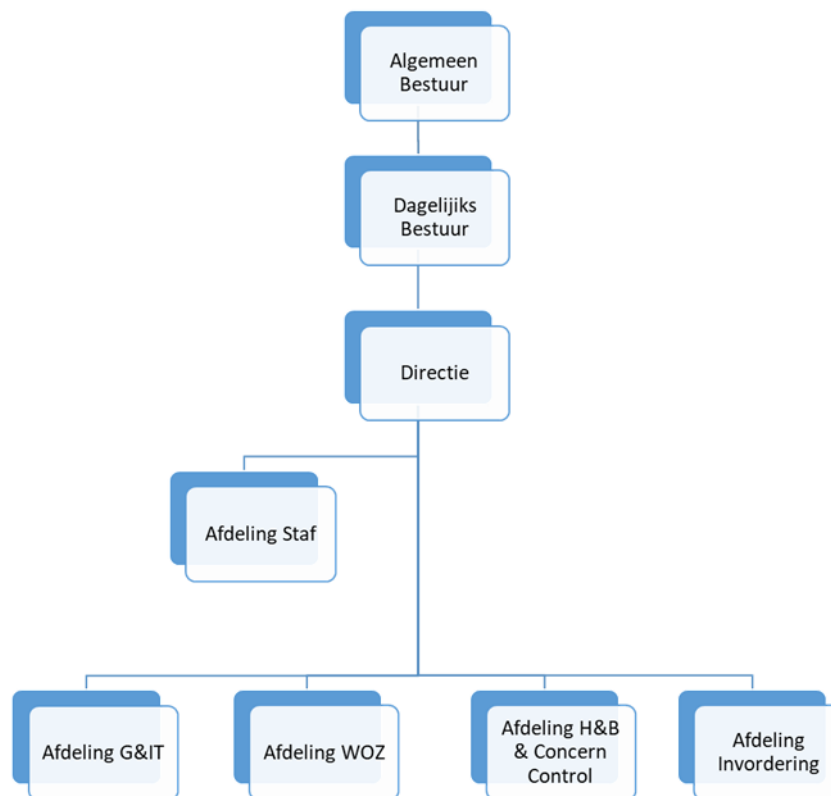 Algemeen
Bestuur
Dagelijks
Bestuur
Directie
Afdeling Staf
Afdeling G&IT
Afdeling WOZ
Afdeling H&B
& Concern
Control
Afdeling
Invordering